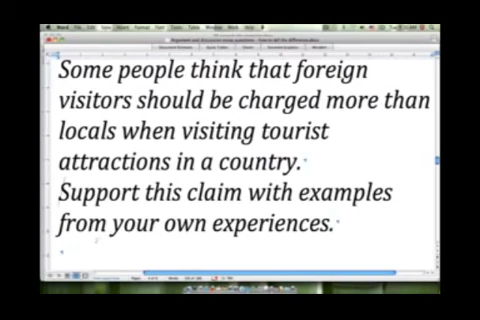 Some people think that foreign
visitors should be charged more than
locals when visiting tourist
attractions in a country.
Support this claim with examples
from your own experiences.